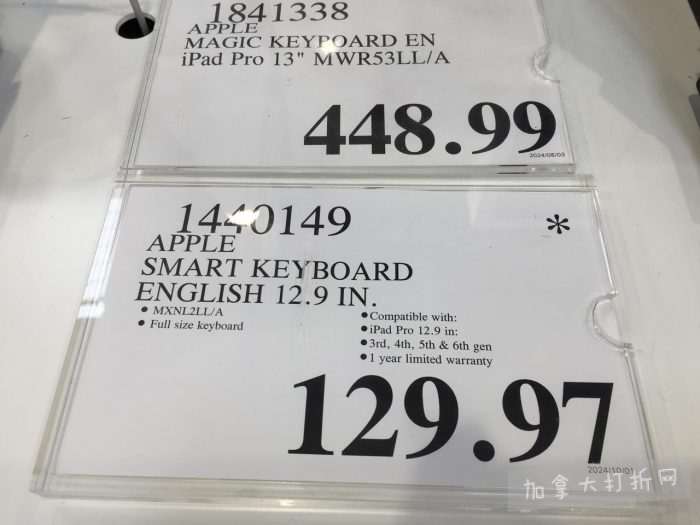 1841338
APPLE
MAGIC KEYBOARD EN
iPad Pro 13" MWR53LL/A
448.99
2024/08/03
1440149
*
APPLE
SMART KEYBOARD
ENGLISH 12.9 IN.
• MXNL2LL/A
• Full size keyboard
• Compatible with:
• iPad Pro 12.9 in:
• 3rd, 4th, 5th & 6th gen
• 1 year limited warranty
129.97
2024/10/01
加拿大打折网